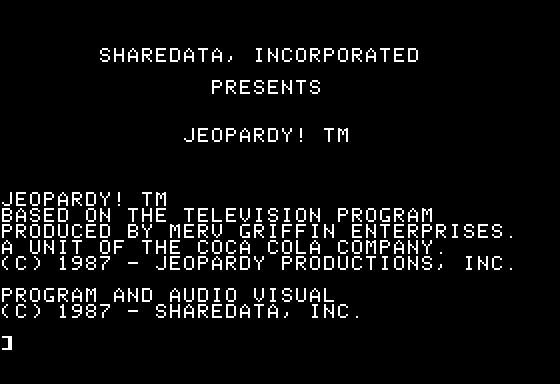 SHAREDATA, INCORPORATED
PRESENTS
JEOPARDY! TM
JEOPARDY! TM
BASED ON THE TELEVISION PROGRAM
PRODUCED BY MERV GRIFFIN ENTERPRISES.
A UNIT OF THE COCA COLA COMPANY.
(C) 1987 - JEOPARDY PRODUCTIONS, INC.
PROGRAM AND AUDIO VISUAL
(C) 1987 - SHAREDATA, INC.
]